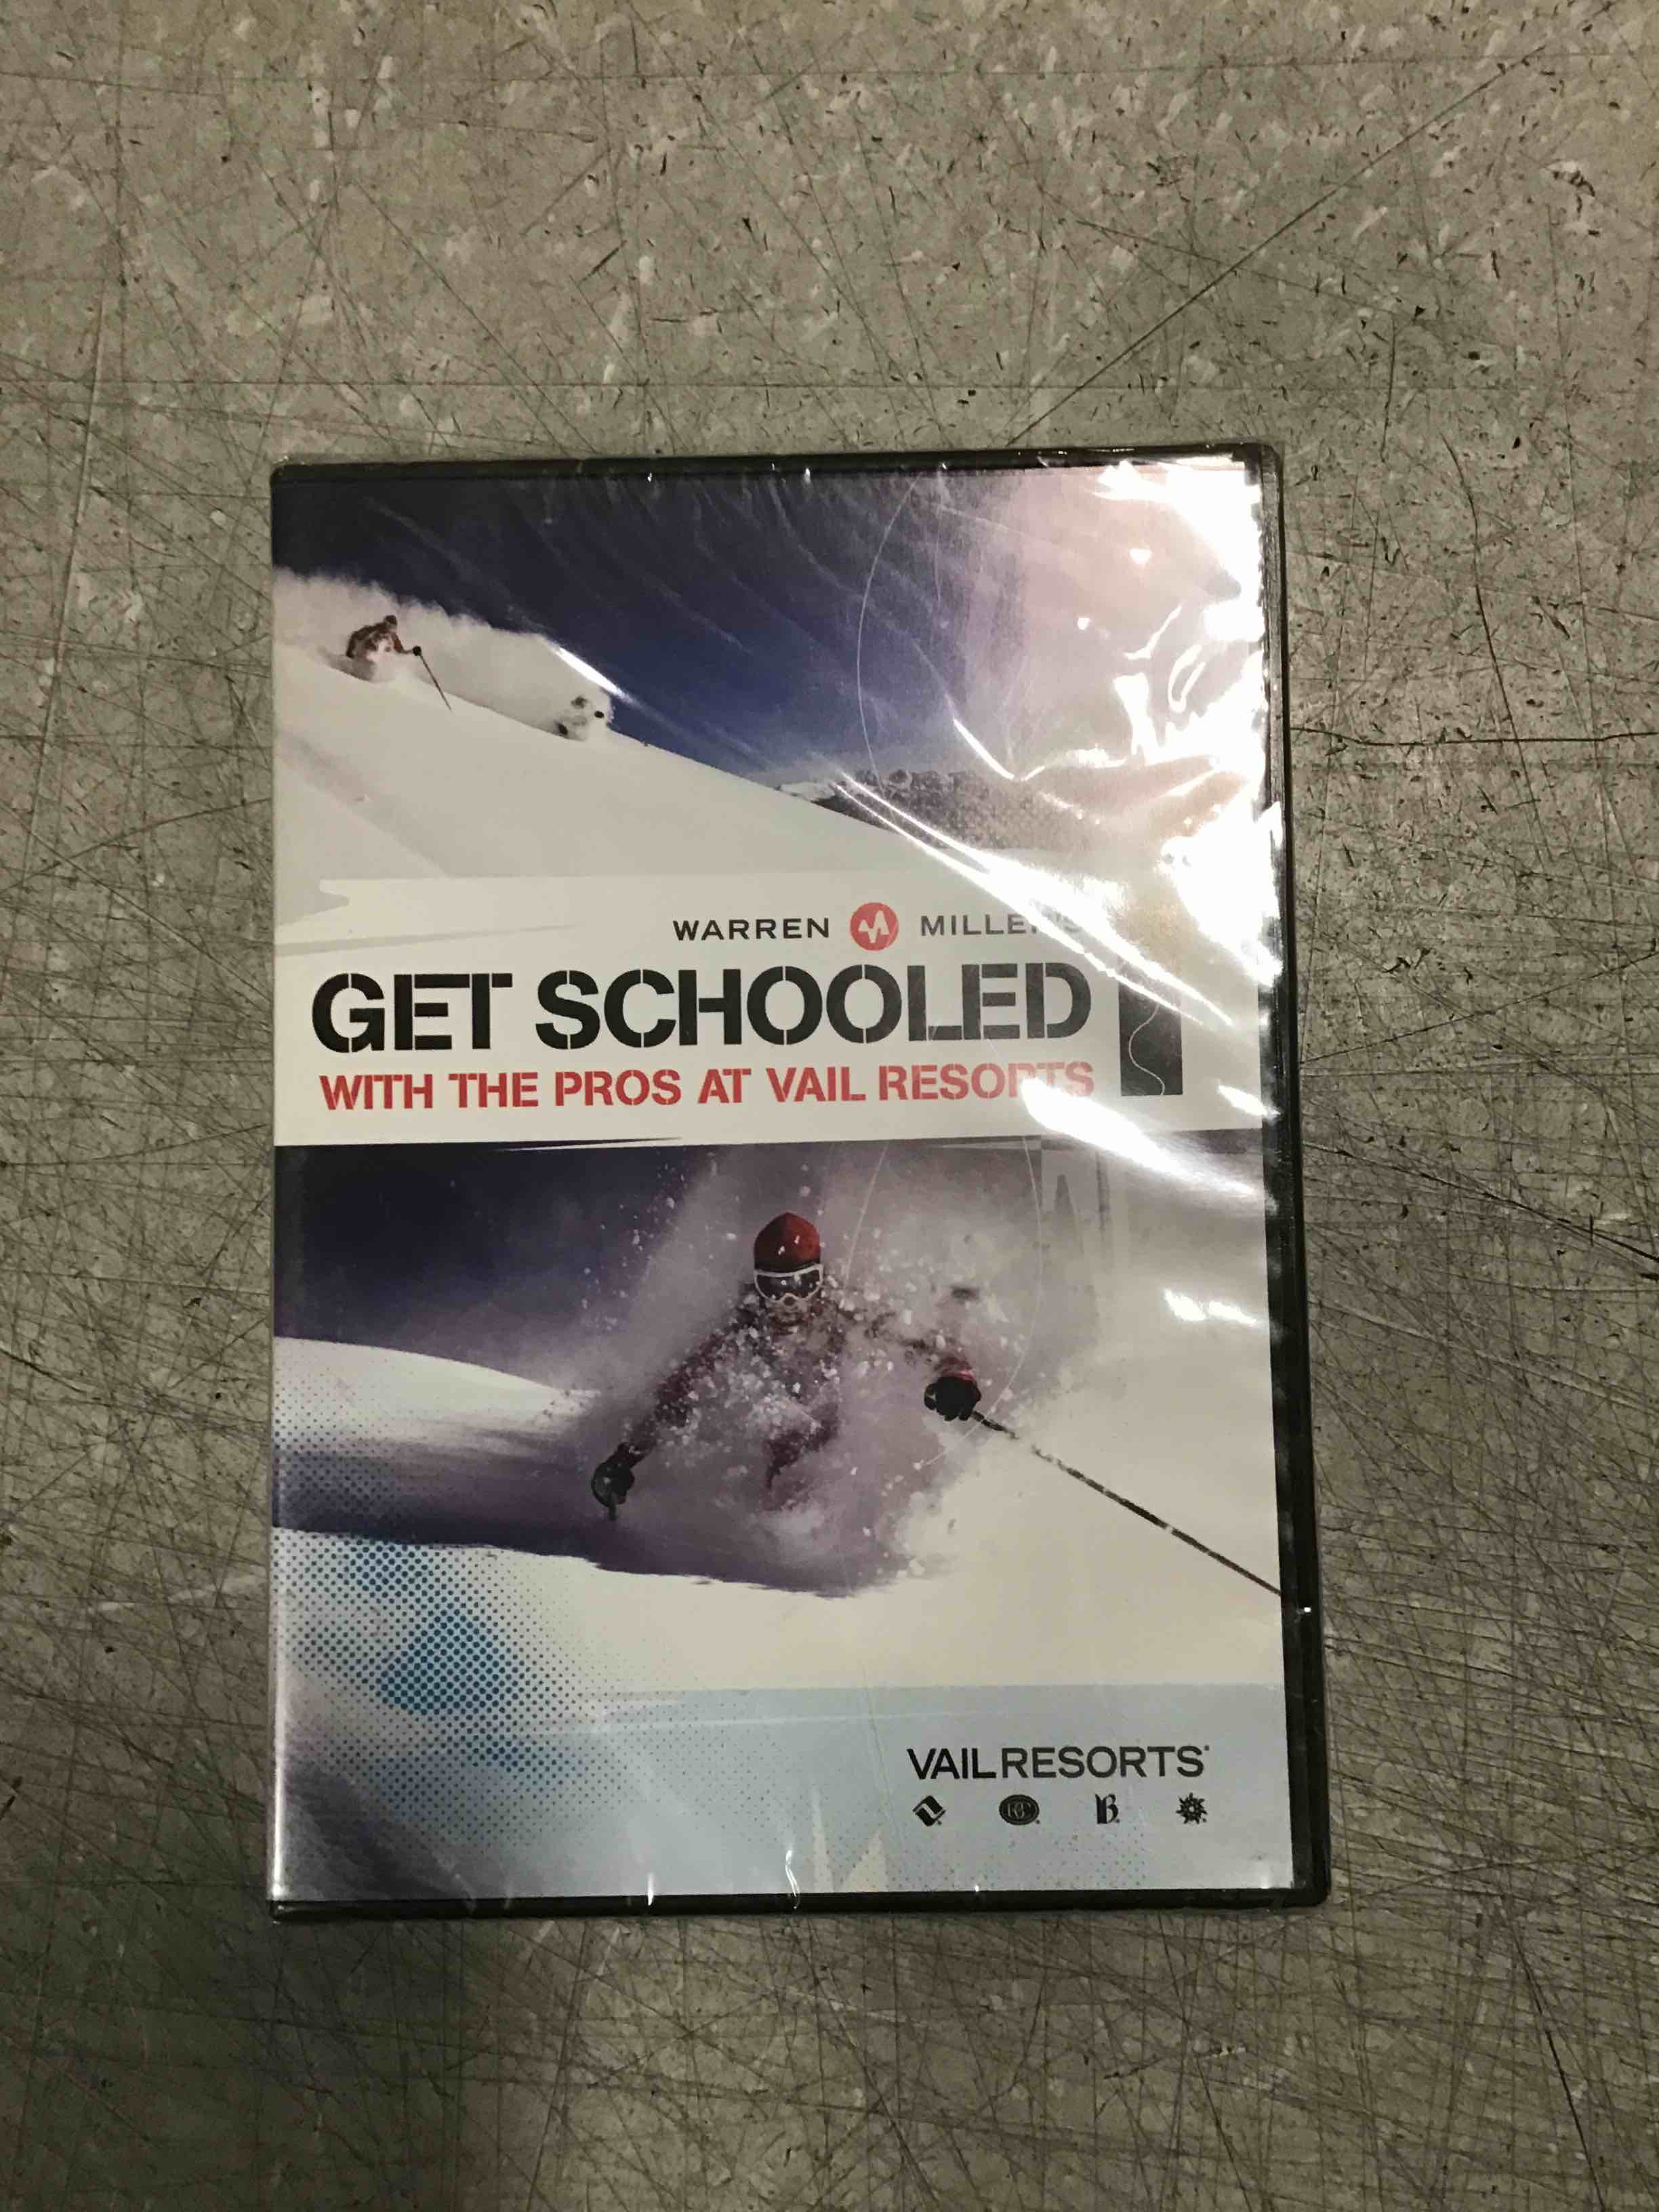 WARREN MILLER'S
GET SCHOOLED
WITH THE PROS AT VAIL RESORTS
VAILRESORTS